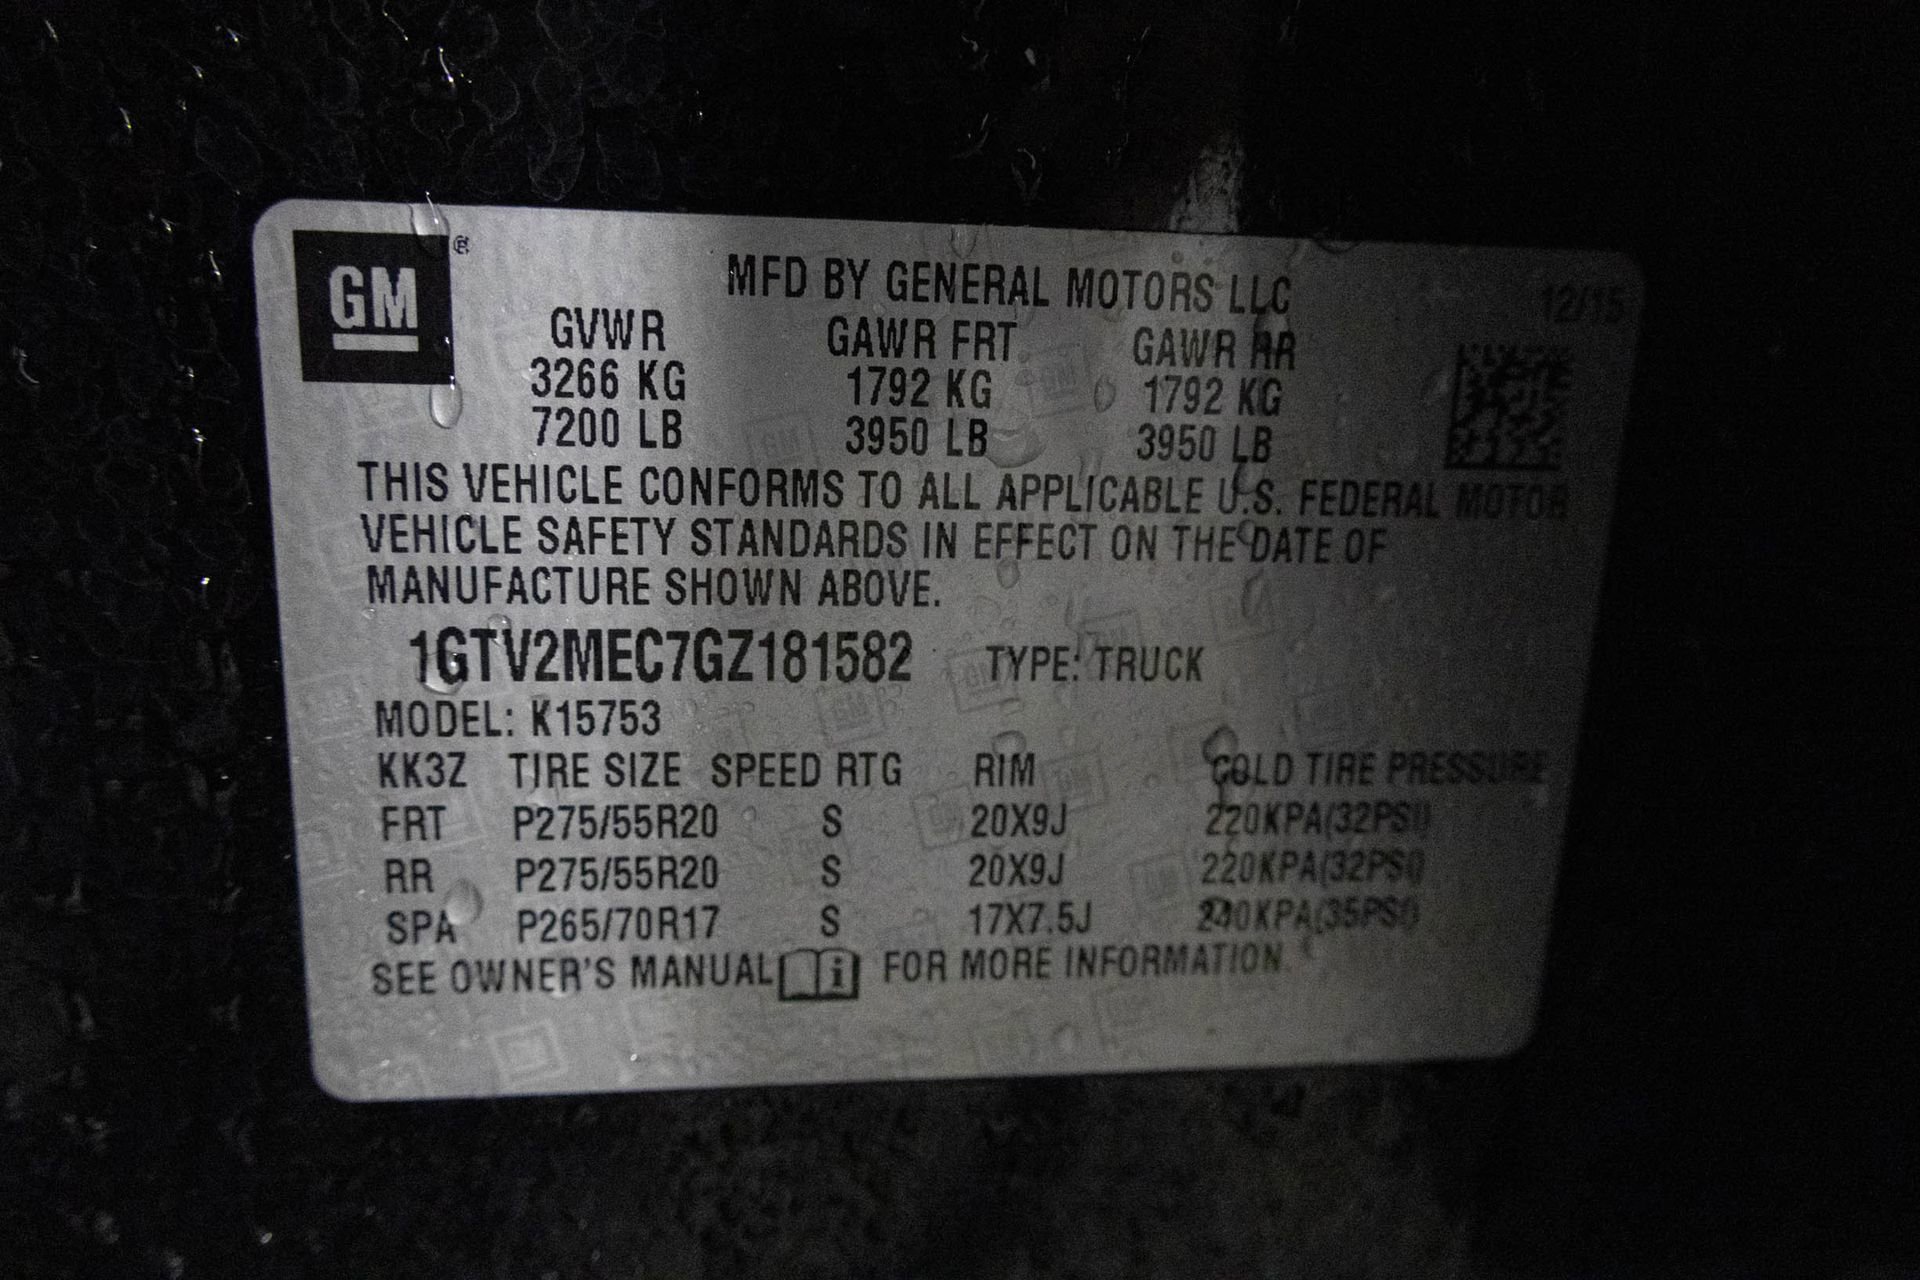 GM ®
MFD BY GENERAL MOTORS LLC 12/15
GVWR GAWR FRT GAWR RR
3266 KG 1792 KG 1792 KG
7200 LB 3950 LB 3950 LB
THIS VEHICLE CONFORMS TO ALL APPLICABLE U.S. FEDERAL MOTOR
VEHICLE SAFETY STANDARDS IN EFFECT ON THE DATE OF
MANUFACTURE SHOWN ABOVE.
1GTV2MEC7GZ181582 TYPE: TRUCK
MODEL: K15753
KK3Z TIRE SIZE SPEED RTG RIM COLD TIRE PRESSURE
FRT P275/55R20 S 20X9J 220KPA(32PSI)
RR P275/55R20 S 20X9J 220KPA(32PSI)
SPA P265/70R17 S 17X7.5J 240KPA(35PSI)
SEE OWNER'S MANUAL i FOR MORE INFORMATION.